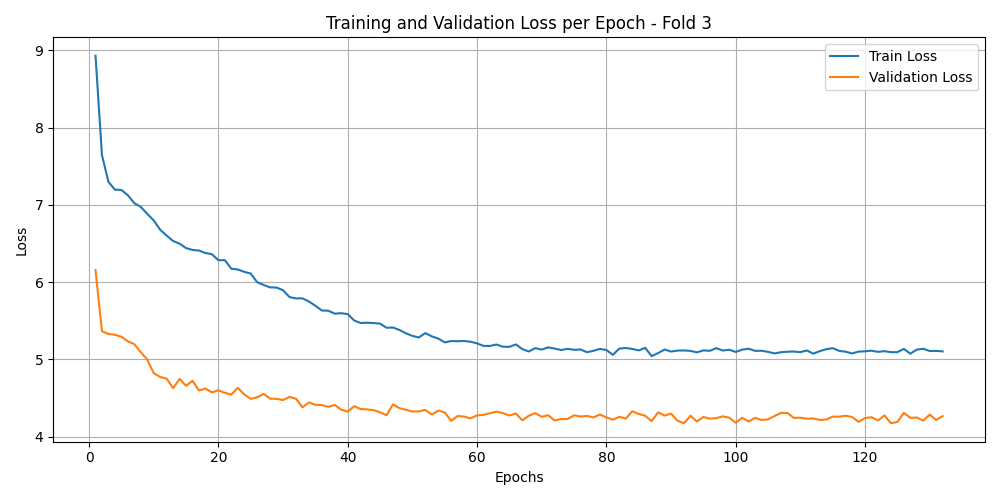 Training and Validation Loss per Epoch - Fold 3
Train Loss
Validation Loss
9
8
7
6
5
4
Loss
0
20
40
60
80
100
120
Epochs